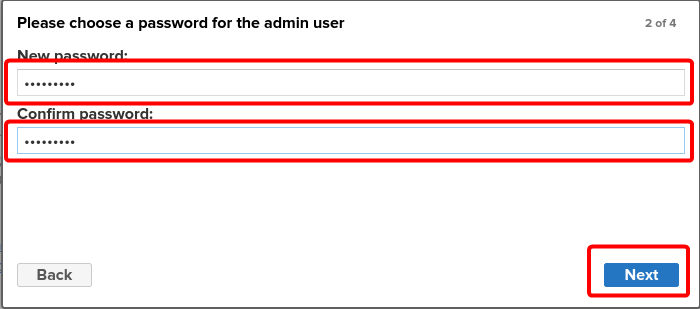 Please choose a password for the admin user
2 of 4
New password:
•••••••••
Confirm password:
•••••••••
Back
Next